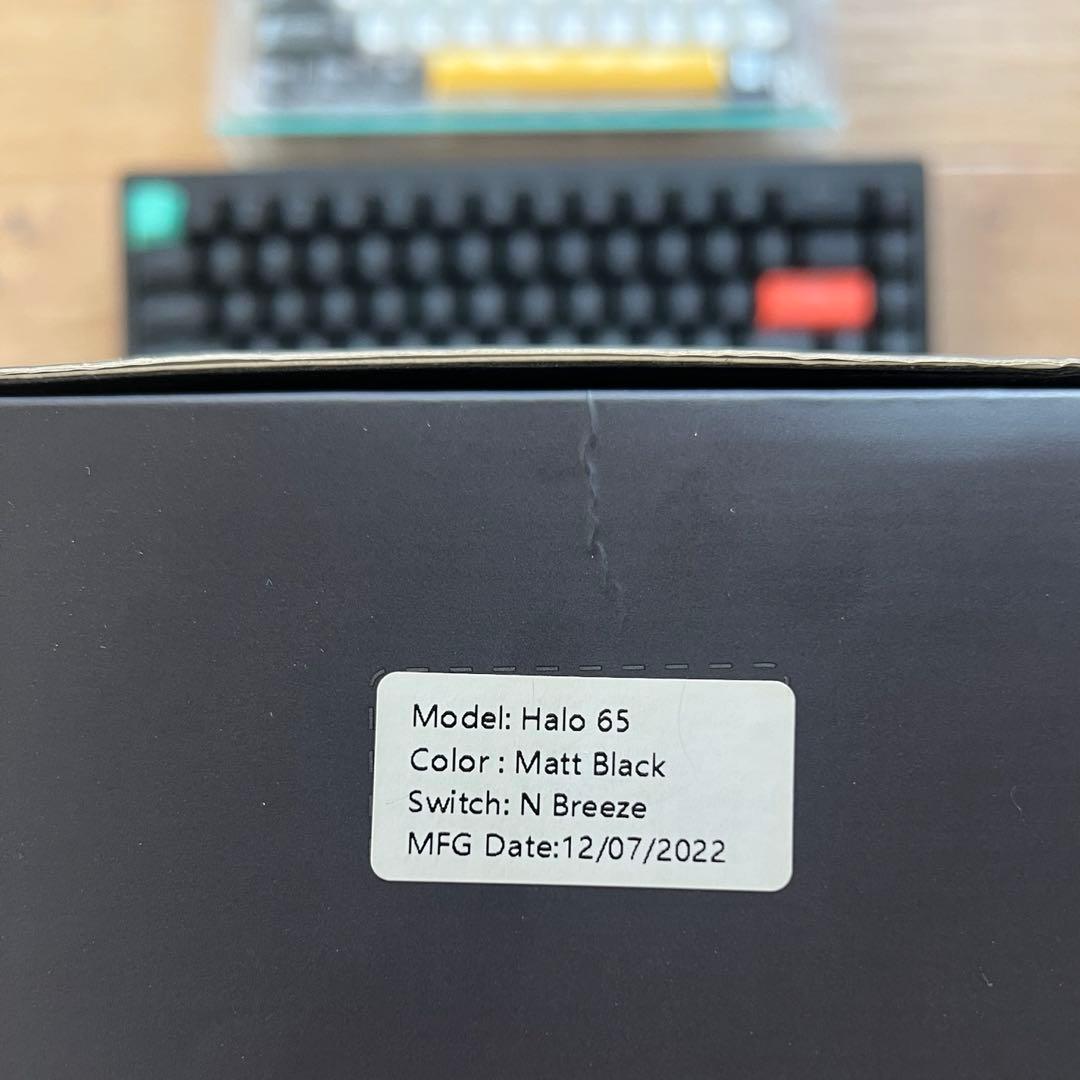 Model: Halo 65
Color : Matt Black
Switch: N Breeze
MFG Date:12/07/2022